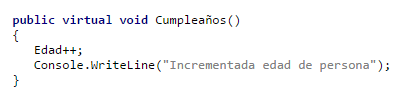 public virtual void Cumpleaños()
{
    Edad++;
    Console.WriteLine("Incrementada edad de persona");
}